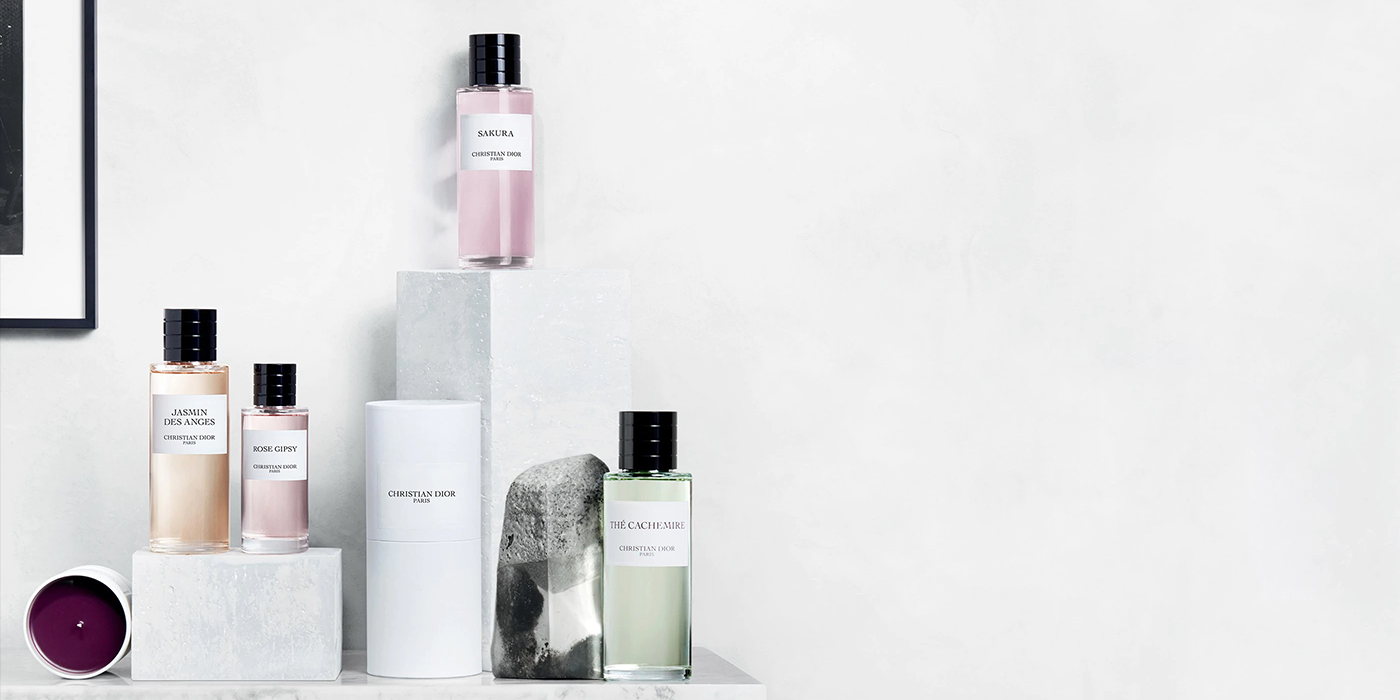 SAKURA
CHRISTIAN DIOR
PARIS
JASMIN
DES ANGES
CHRISTIAN DIOR
PARIS
ROSE GIPSY
CHRISTIAN DIOR
PARIS
CHRISTIAN DIOR
PARIS
THÉ CACHEMIRE
CHRISTIAN DIOR
PARIS